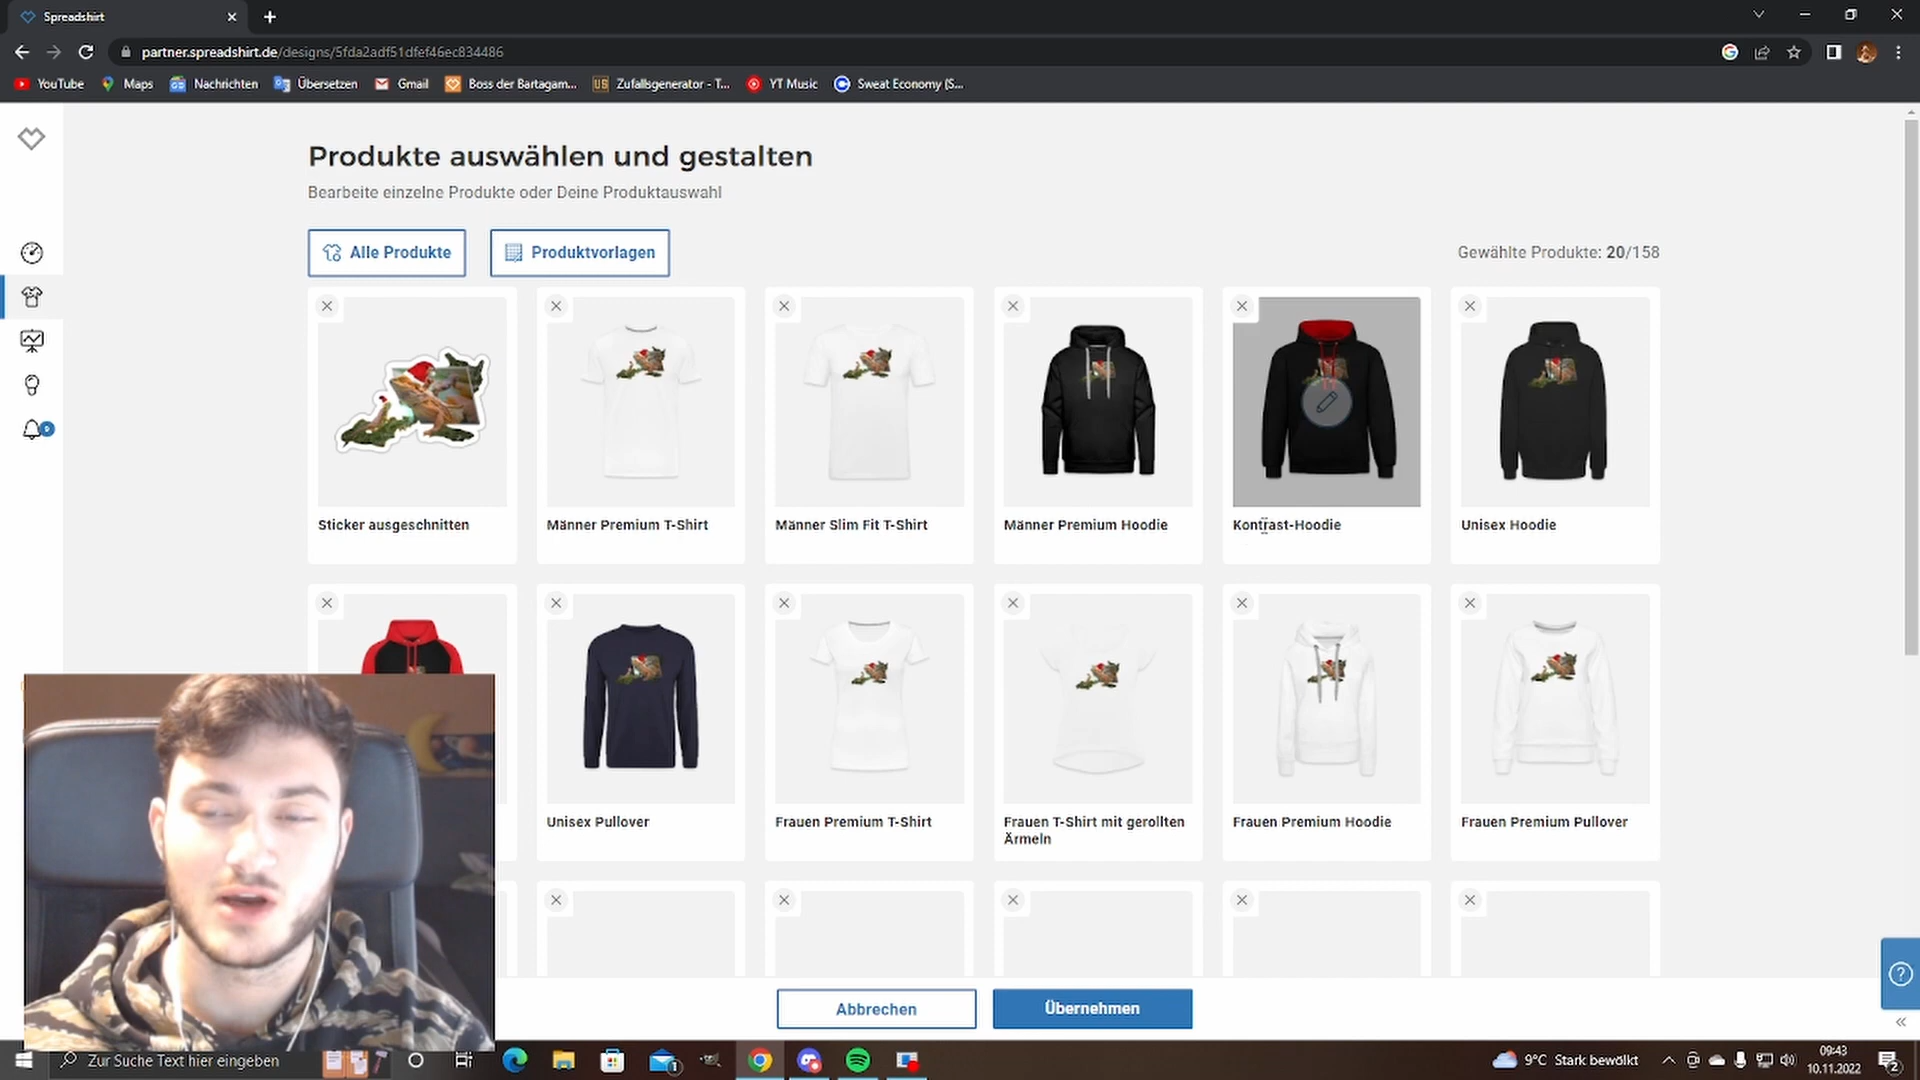 Spreadshirt
partner.spreadshirt.de/designs/5fda2adf51dfef46ec834486
YouTube
Maps
Nachrichten
Übersetzen
Gmail
Boss der Bartagam...
US
Zufallsgenerator - T...
YT Music
Sweat Economy (S...
Produkte auswählen und gestalten
Bearbeite einzelne Produkte oder Deine Produktauswahl
Alle Produkte
Produktvorlagen
Gewählte Produkte: 20/158
Sticker ausgeschnitten
Männer Premium T-Shirt
Männer Slim Fit T-Shirt
Männer Premium Hoodie
Kontrast-Hoodie
Unisex Hoodie
9
Unisex Pullover
Frauen Premium T-Shirt
Frauen T-Shirt mit gerollten
Ärmeln
Frauen Premium Hoodie
Frauen Premium Pullover
Abbrechen
Übernehmen
Zur Suche Text hier eingeben
1
9°C Stark bewölkt
09:43
10.11.2022
2